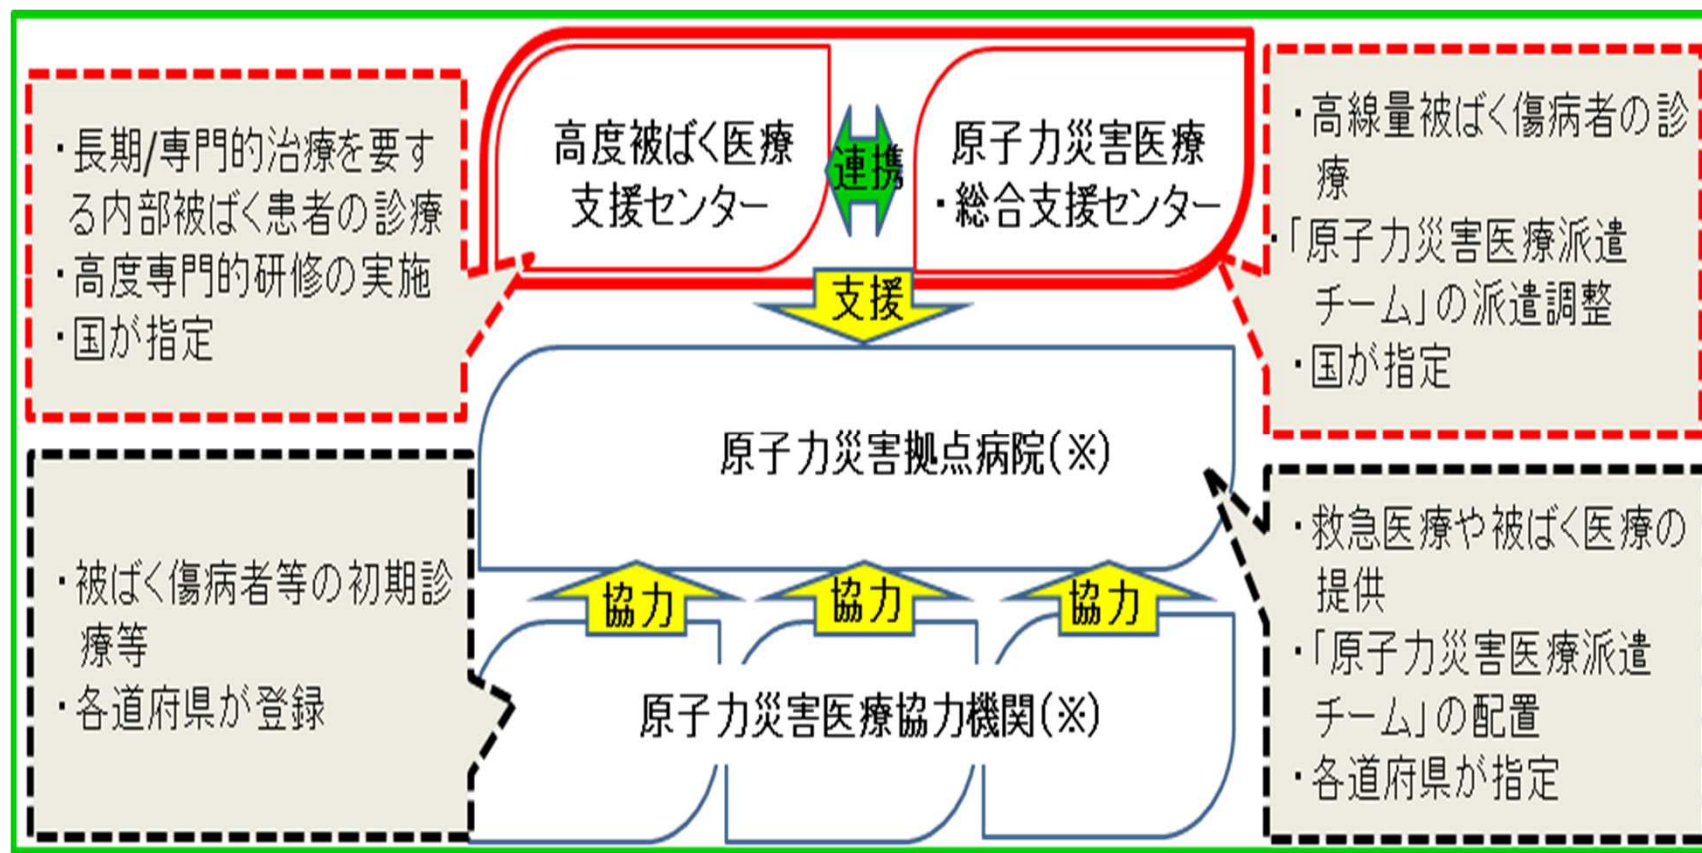 ・長期/専門的治療を要す
る内部被ばく患者の診療
・高度専門的研修の実施
・国が指定
高度被ばく医療
支援センター
連携
原子力災害医療
・総合支援センター
・高線量被ばく傷病者の診
療
・「原子力災害医療派遣
チーム」の派遣調整
・国が指定
支援
原子力災害拠点病院(※)
・被ばく傷病者等の初期診
療等
・各道府県が登録
協力
協力
協力
原子力災害医療協力機関(※)
・救急医療や被ばく医療の
提供
・「原子力災害医療派遣
チーム」の配置
・各道府県が指定